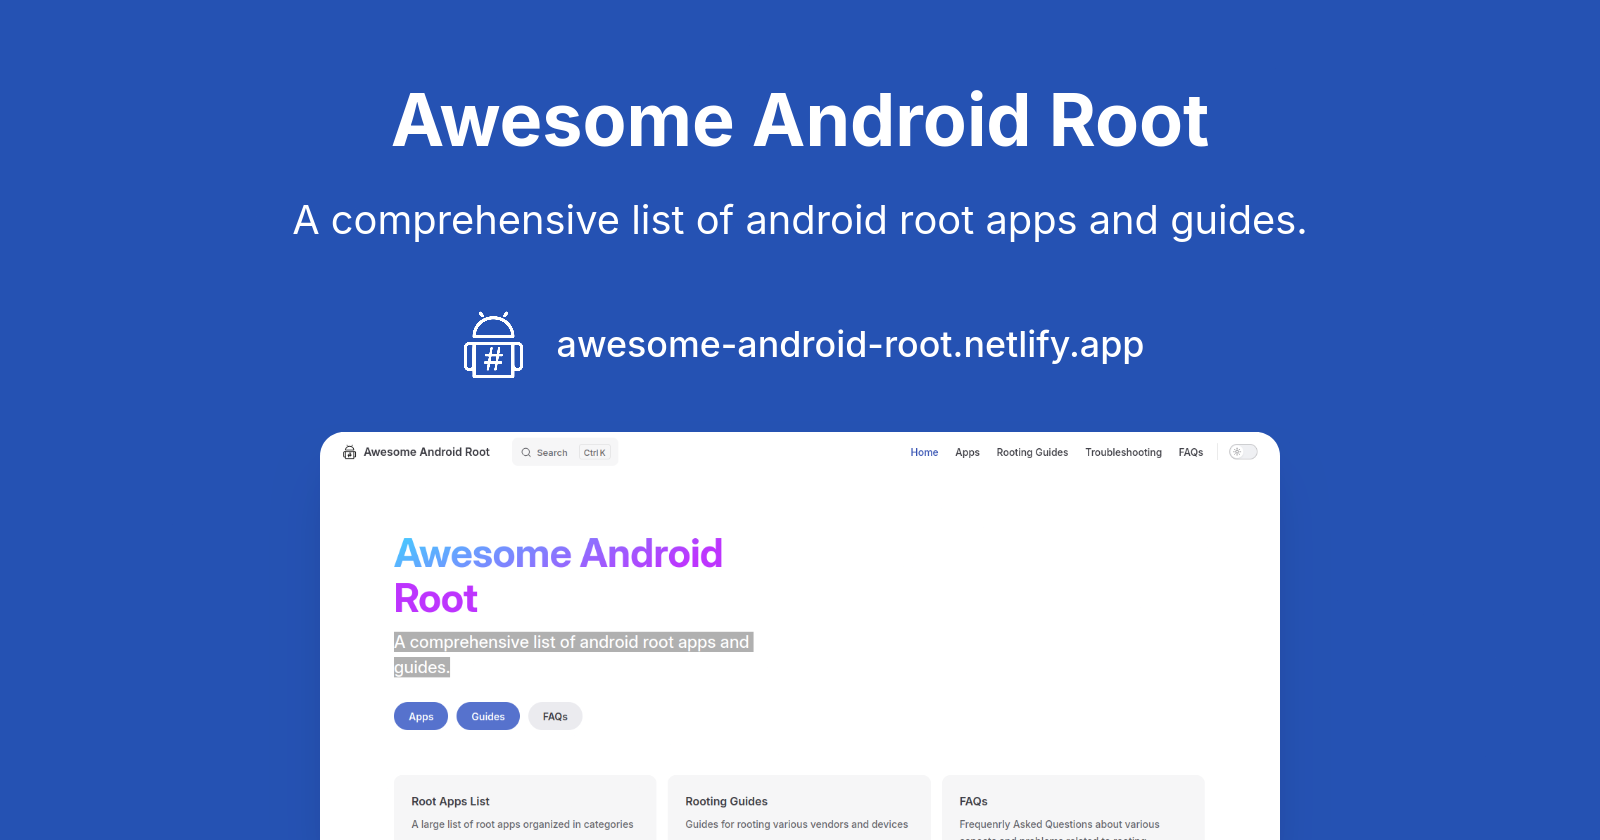 Awesome Android Root
A comprehensive list of android root apps and guides.
#
awesome-android-root.netlify.app
Awesome Android Root
Search
Ctrl K
Home
Apps
Rooting Guides
Troubleshooting
FAQs
Awesome Android
Root
A comprehensive list of android root apps and
guides.
Apps
Guides
FAQs
Root Apps List
A large list of root apps organized in categories
Rooting Guides
Guides for rooting various vendors and devices
FAQs
Frequenrly Asked Questions about various